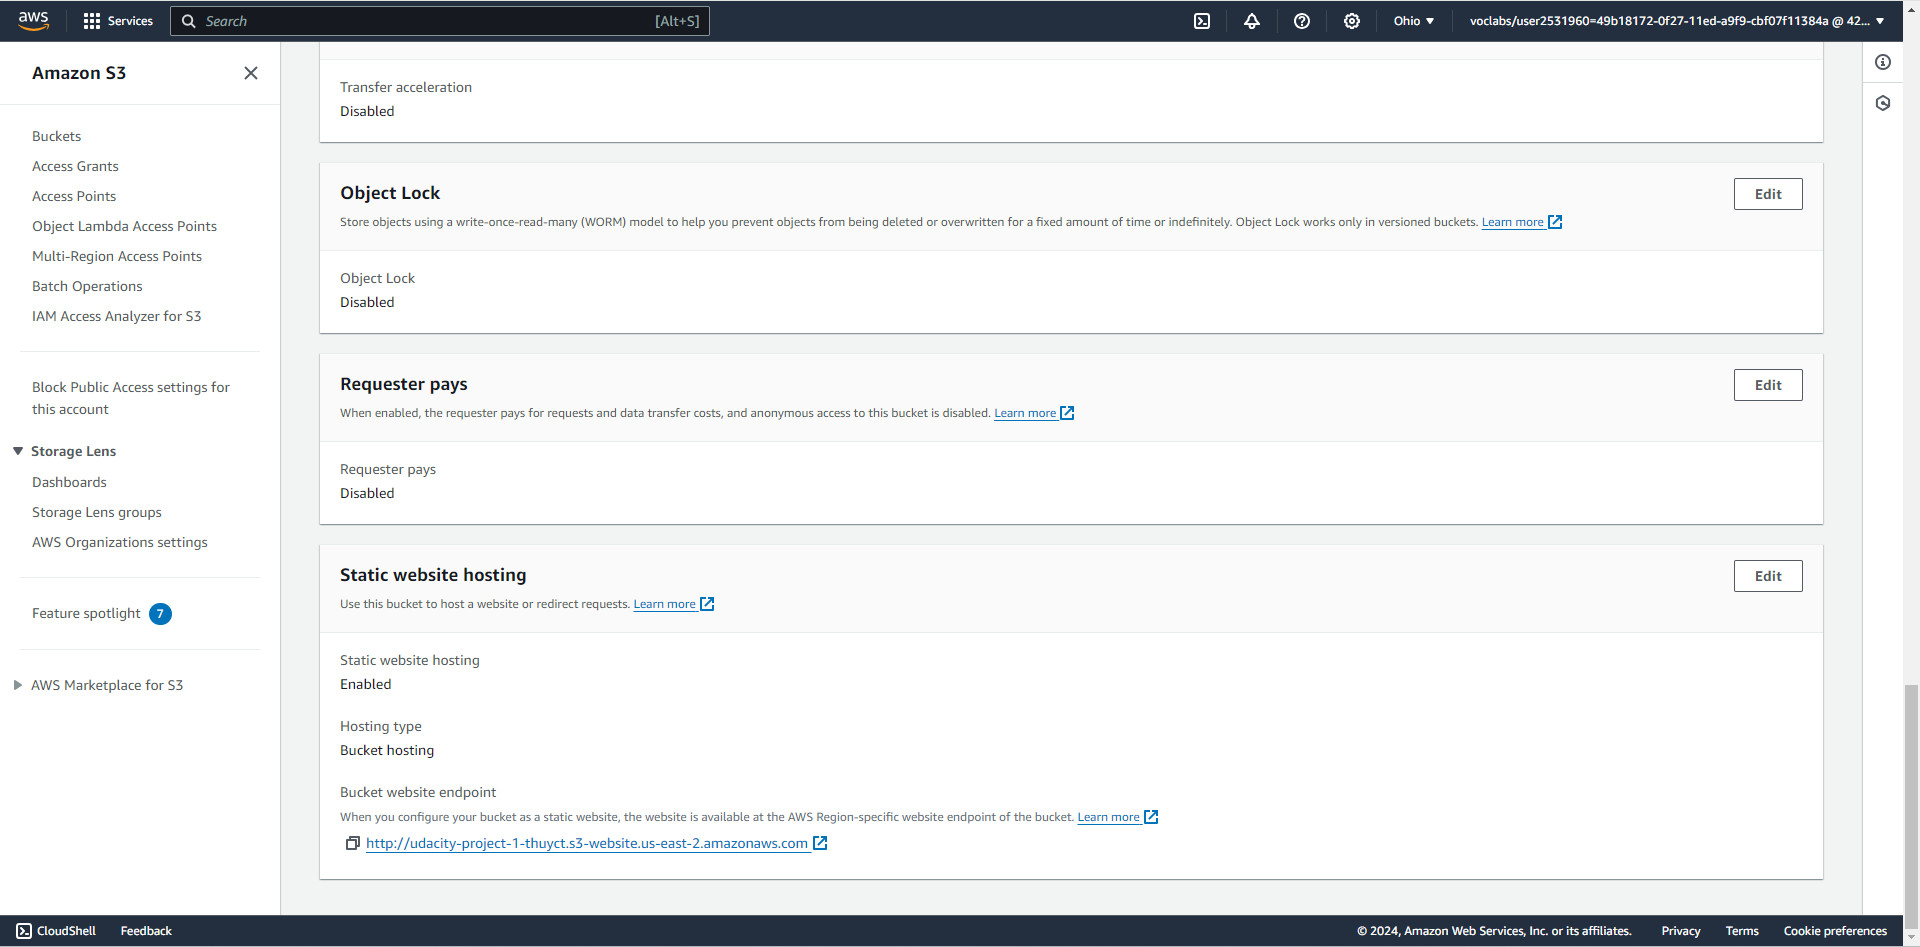 aws
Services
Search
[Alt+S]
Ohio
voclabs/user2531960=49b18172-0f27-11ed-a9f9-cbf07f11384a @ 42...
Amazon S3
Buckets
Access Grants
Access Points
Object Lambda Access Points
Multi-Region Access Points
Batch Operations
IAM Access Analyzer for S3
Block Public Access settings for
this account
Storage Lens
Dashboards
Storage Lens groups
AWS Organizations settings
Feature spotlight 7
AWS Marketplace for S3
Transfer acceleration
Disabled
Object Lock
Edit
Store objects using a write-once-read-many (WORM) model to help you prevent objects from being deleted or overwritten for a fixed amount of time or indefinitely. Object Lock works only in versioned buckets. Learn more
Object Lock
Disabled
Requester pays
Edit
When enabled, the requester pays for requests and data transfer costs, and anonymous access to this bucket is disabled. Learn more
Requester pays
Disabled
Static website hosting
Edit
Use this bucket to host a website or redirect requests. Learn more
Static website hosting
Enabled
Hosting type
Bucket hosting
Bucket website endpoint
When you configure your bucket as a static website, the website is available at the AWS Region-specific website endpoint of the bucket. Learn more
http://udacity-project-1-thuyct.s3-website.us-east-2.amazonaws.com
CloudShell
Feedback
© 2024, Amazon Web Services, Inc. or its affiliates.
Privacy
Terms
Cookie preferences